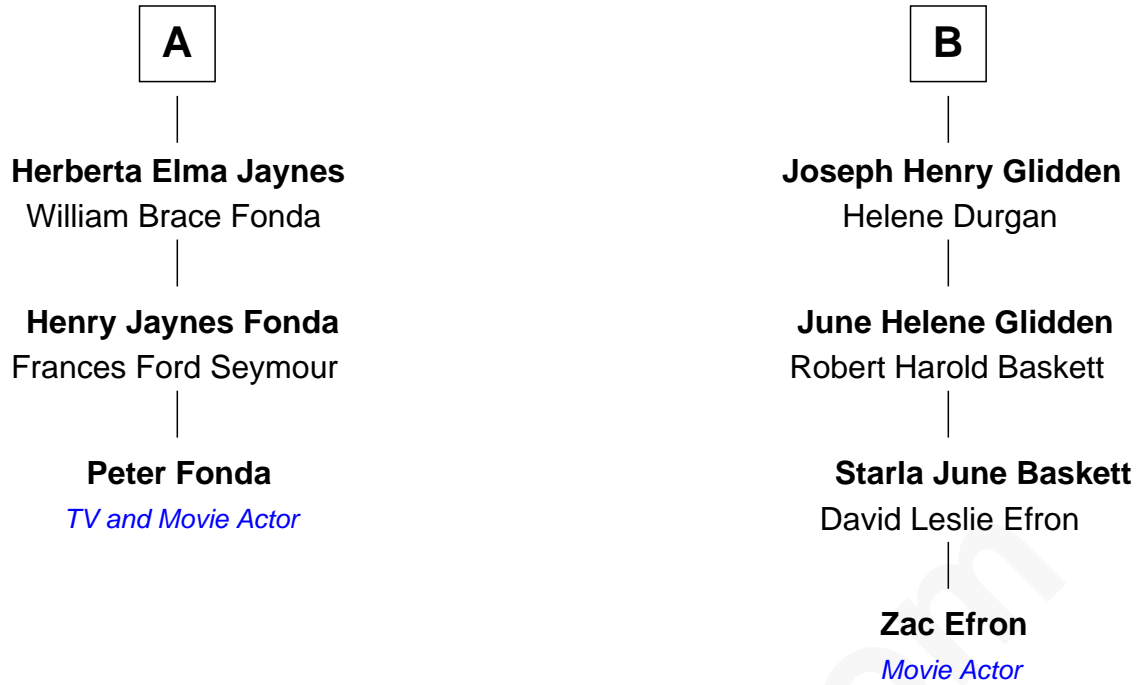 A
Herberta Elma Jaynes
William Brace Fonda
Henry Jaynes Fonda
Frances Ford Seymour
Peter Fonda
TV and Movie Actor
B
Joseph Henry Glidden
Helene Durgan
June Helene Glidden
Robert Harold Baskett
Starla June Baskett
David Leslie Efron
Zac Efron
Movie Actor